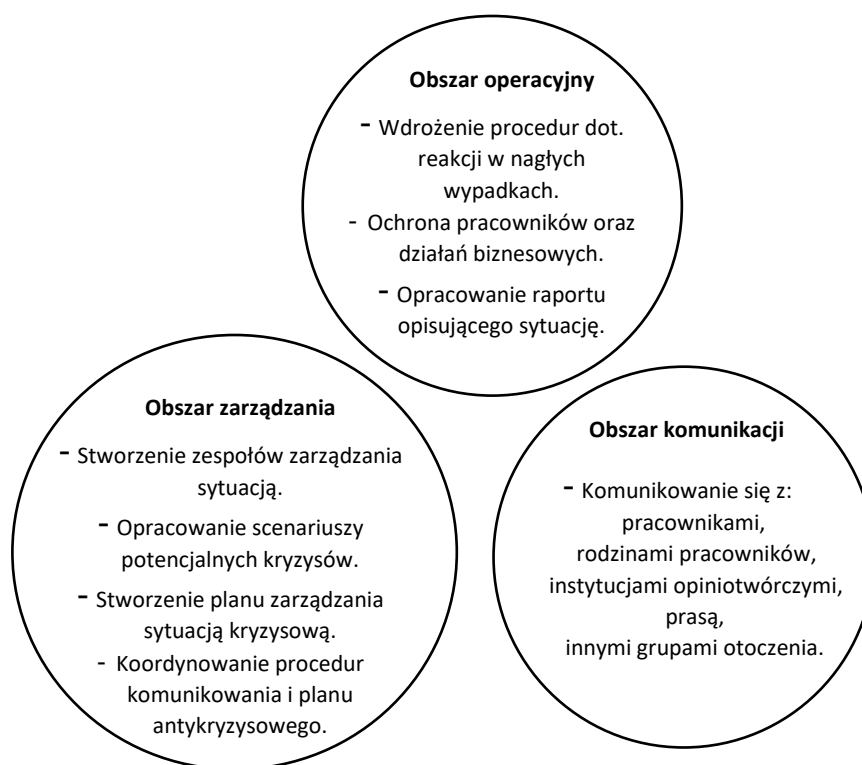 Obszar operacyjny
- Wdrożenie procedur dot.
reakcji w nagłych
wypadkach.
- Ochrona pracowników oraz
działań biznesowych.
- Opracowanie raportu
opisującego sytuację.
Obszar zarządzania
- Stworzenie zespołów zarządzania
sytuacją.
- Opracowanie scenariuszy
potencjalnych kryzysów.
- Stworzenie planu zarządzania
sytuacją kryzysową.
- Koordynowanie procedur
komunikowania i planu
antykryzysowego.
Obszar komunikacji
- Komunikowanie się z:
pracownikami,
rodzinami pracowników,
instytucjami opiniotwórczymi,
prasą,
innymi grupami otoczenia.